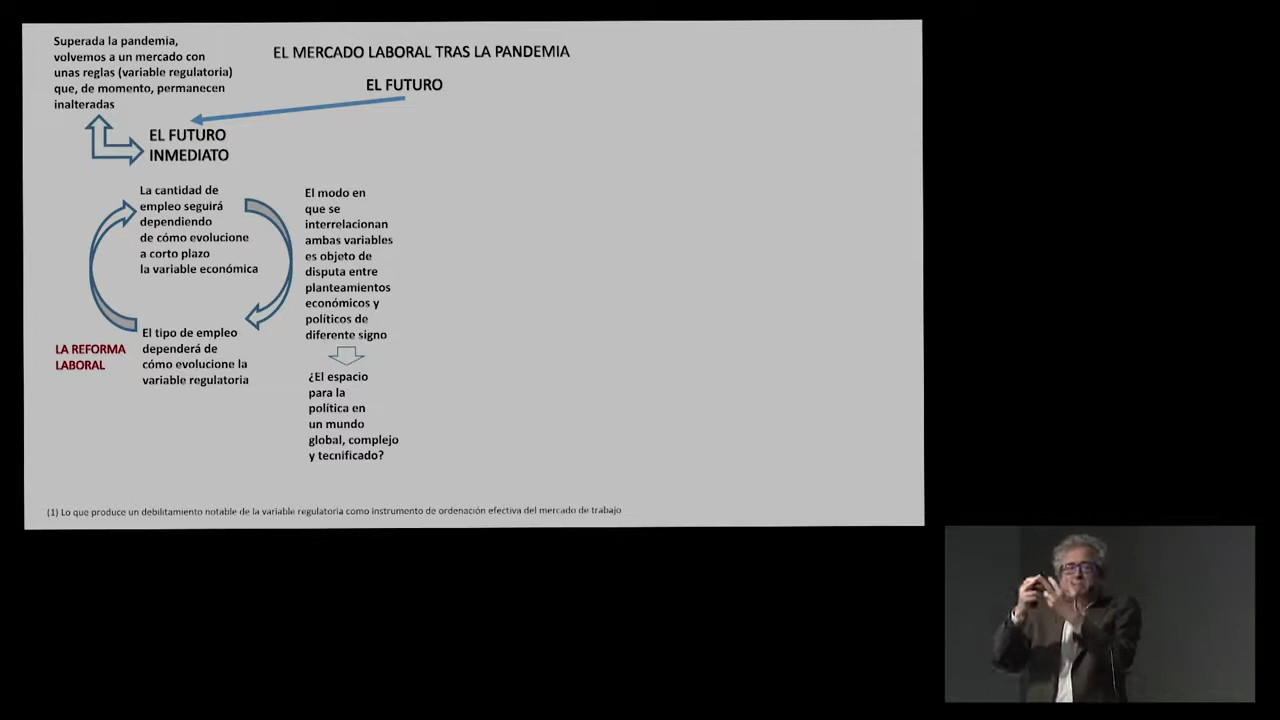 EL MERCADO LABORAL TRAS LA PANDEMIA
EL FUTURO
Superada la pandemia,
volvemos a un mercado con
unas reglas (variable regulatoria)
que, de momento, permanecen
inalteradas
EL FUTURO
INMEDIATO
La cantidad de
empleo seguirá
dependiendo
de cómo evolucione
a corto plazo
la variable económica
El modo en
que se
interrelacionan
ambas variables
es objeto de
disputa entre
planteamientos
económicos y
políticos de
diferente signo
LA REFORMA
LABORAL
El tipo de empleo
dependerá de
cómo evolucione la
variable regulatoria
¿El espacio
para la
política en
un mundo
global, complejo
y tecnificado?
(1) Lo que produce un debilitamiento notable de la variable regulatoria como instrumento de ordenación efectiva del mercado de trabajo